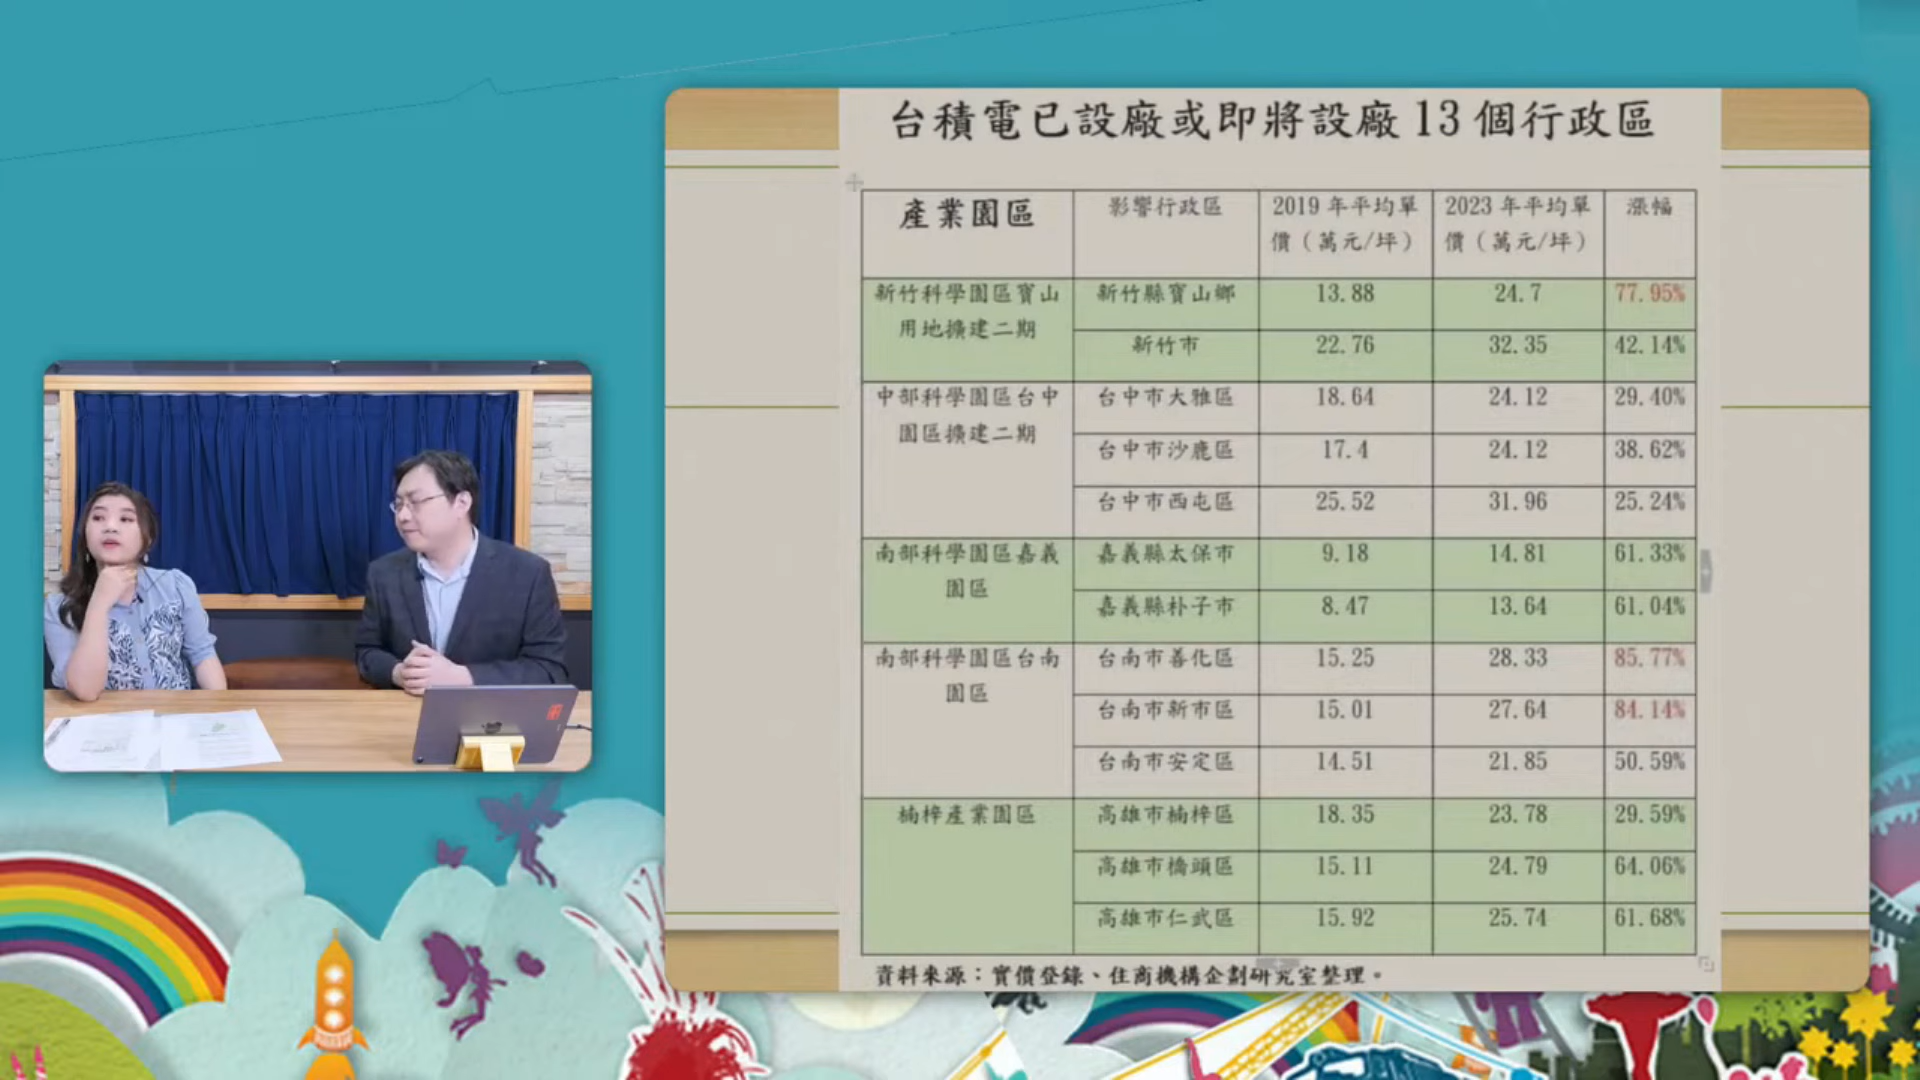 台積電已設廠或即將設廠 13 個行政區
產業園區 影響行政區 2019 年平均單價（萬元/坪） 2023 年平均單價（萬元/坪） 漲幅
新竹科學園區寶山用地擴建二期 新竹縣寶山鄉 13.88 24.7 77.95%
新竹市 22.76 32.35 42.14%
中部科學園區台中園區擴建二期 台中市大雅區 18.64 24.12 29.40%
台中市沙鹿區 17.4 24.12 38.62%
台中市西屯區 25.52 31.96 25.24%
南部科學園區嘉義園區 嘉義縣太保市 9.18 14.81 61.33%
嘉義縣朴子市 8.47 13.64 61.04%
南部科學園區台南園區 台南市善化區 15.25 28.33 85.77%
台南市新市區 15.01 27.64 84.14%
台南市安定區 14.51 21.85 50.59%
楠梓產業園區 高雄市楠梓區 18.35 23.78 29.59%
高雄市橋頭區 15.11 24.79 64.06%
高雄市仁武區 15.92 25.74 61.68%
資料來源：實價登錄、住商機構企劃研究室整理。